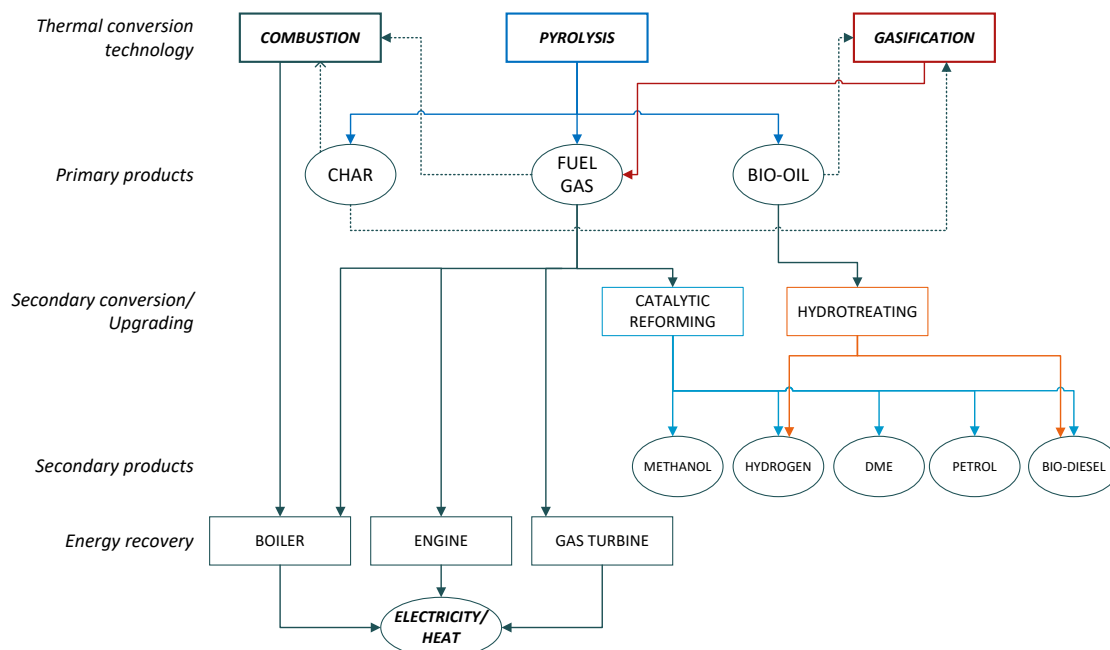 Thermal conversion
technology
COMBUSTION
PYROLYSIS
GASIFICATION
Primary products
CHAR
FUEL
GAS
BIO-OIL
Secondary conversion/
Upgrading
CATALYTIC
REFORMING
HYDROTREATING
Secondary products
METHANOL
HYDROGEN
DME
PETROL
BIO-DIESEL
Energy recovery
BOILER
ENGINE
GAS TURBINE
ELECTRICITY/
HEAT